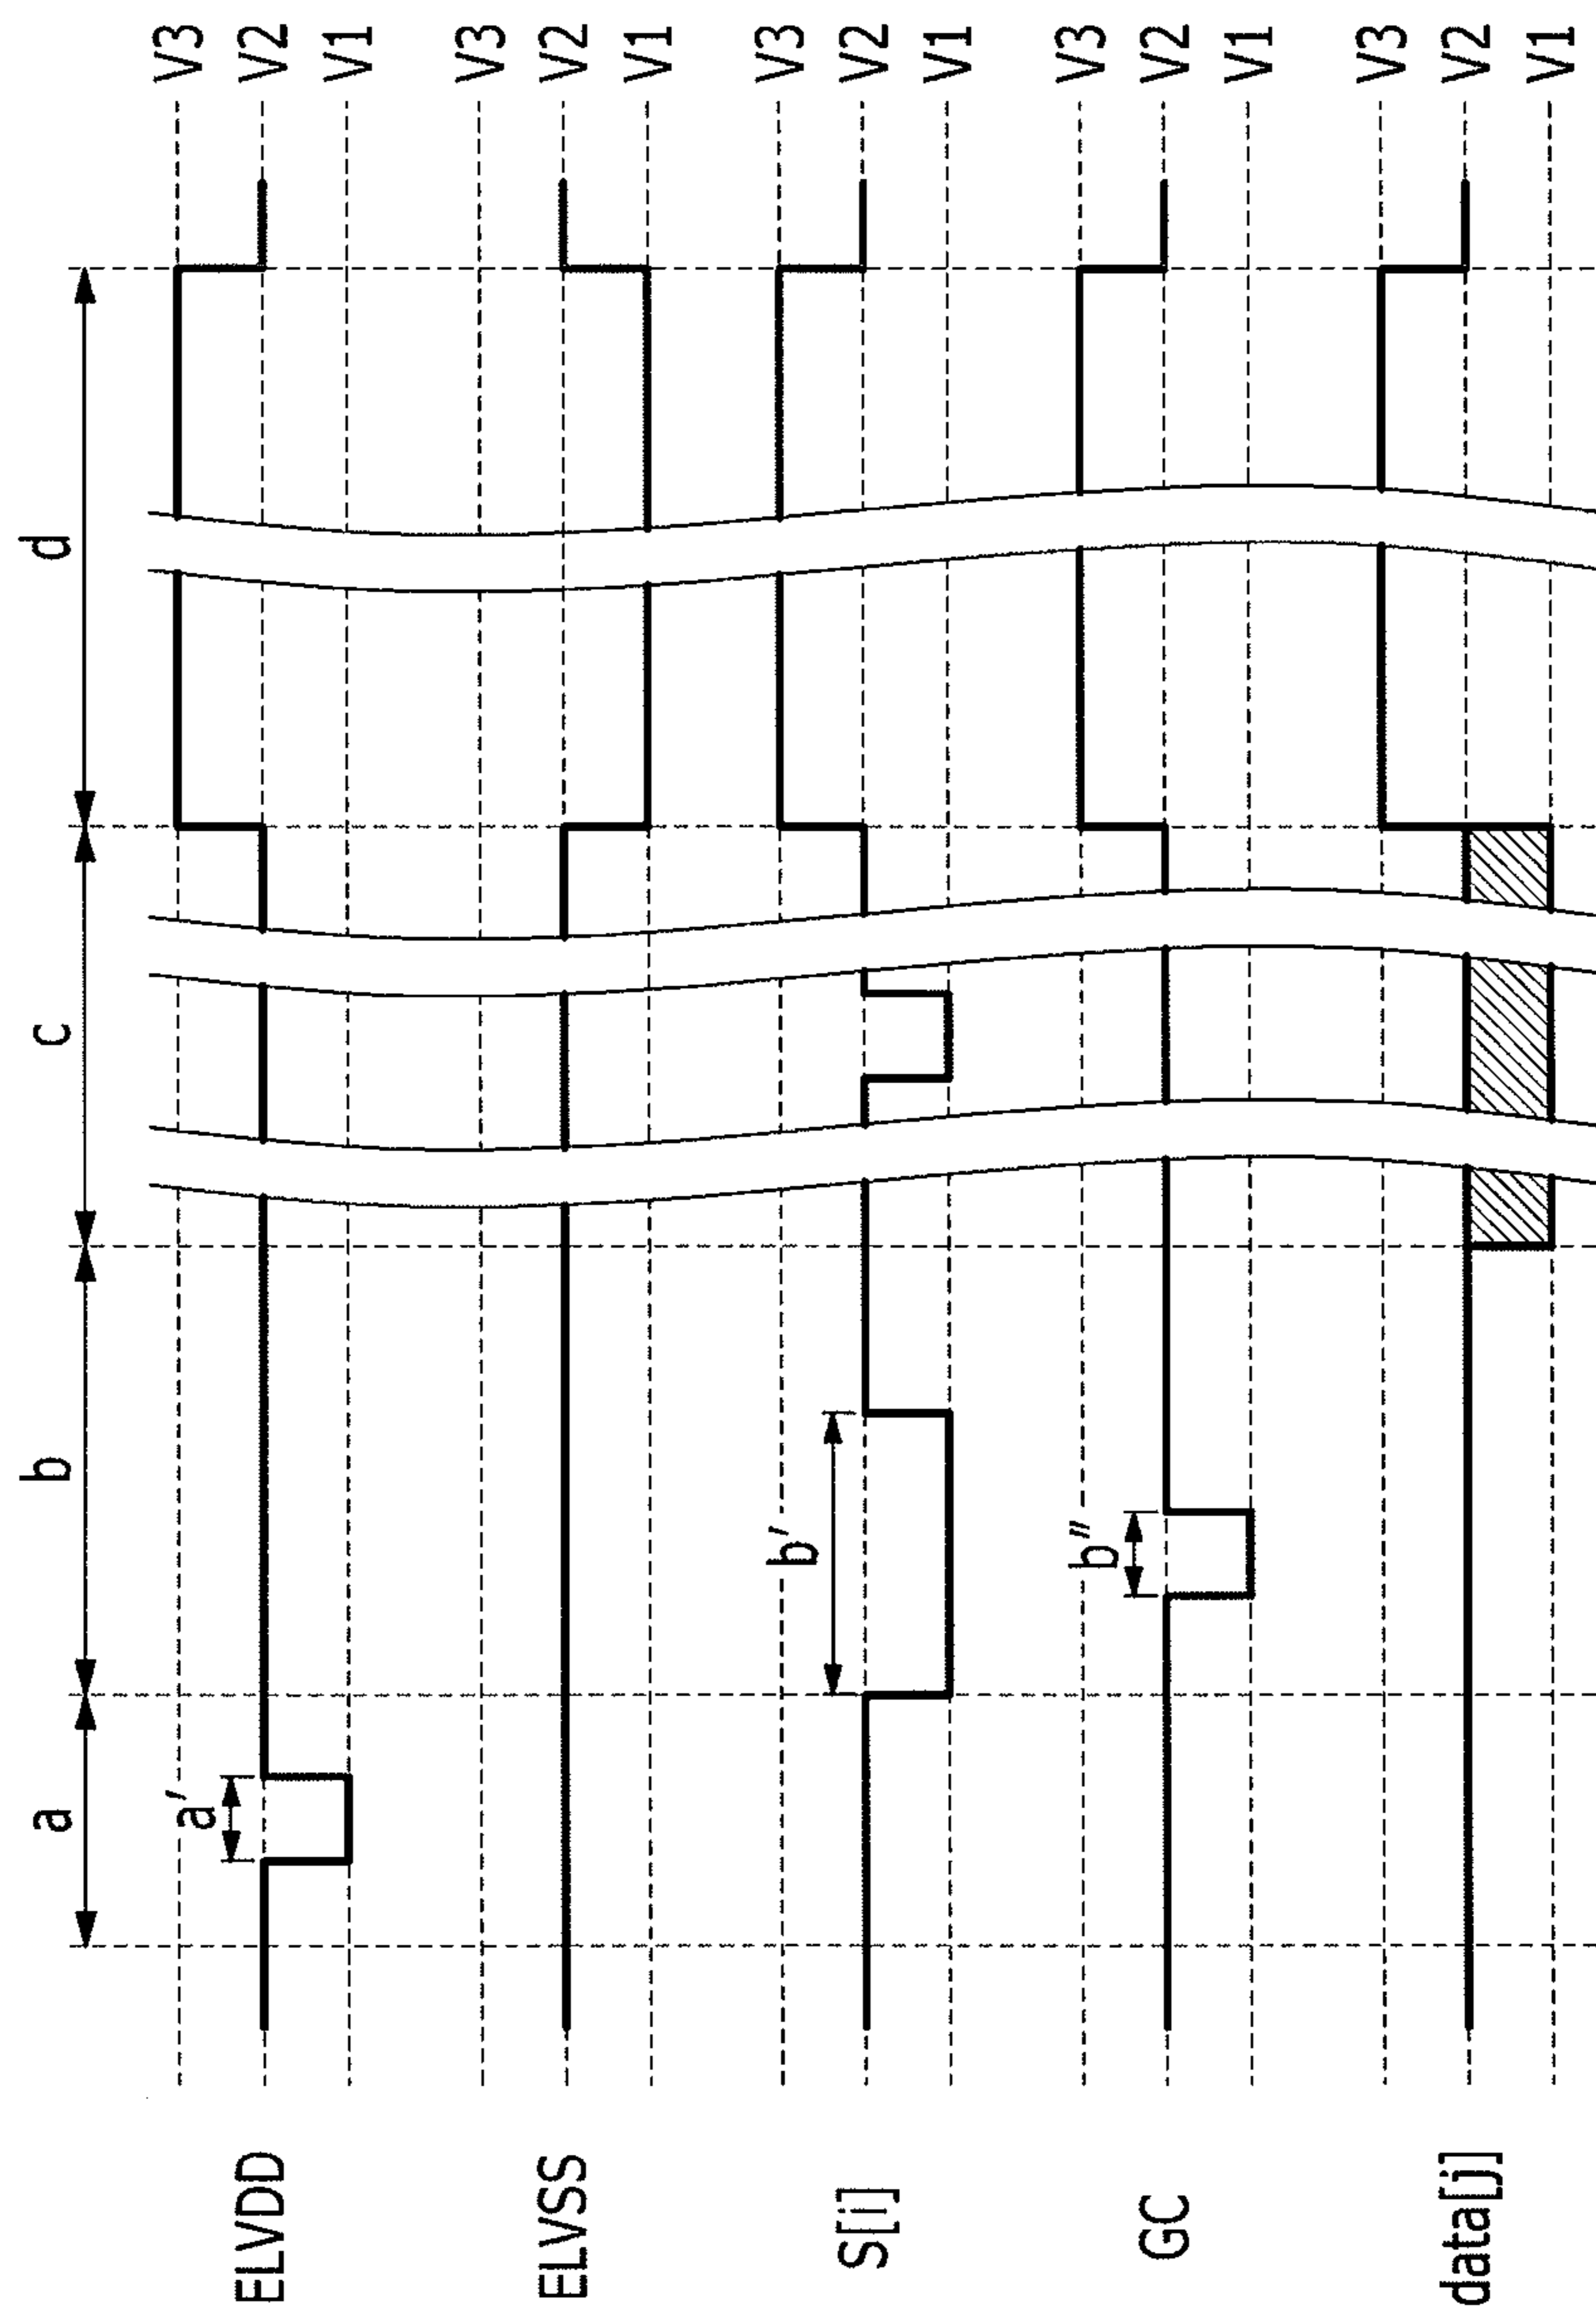 a b c d
ELVDD a′ V3
V2
V1
ELVSS V3
V2
V1
S[i] b′ V3
V2
V1
GC b″ V3
V2
V1
data[j] V3
V2
V1